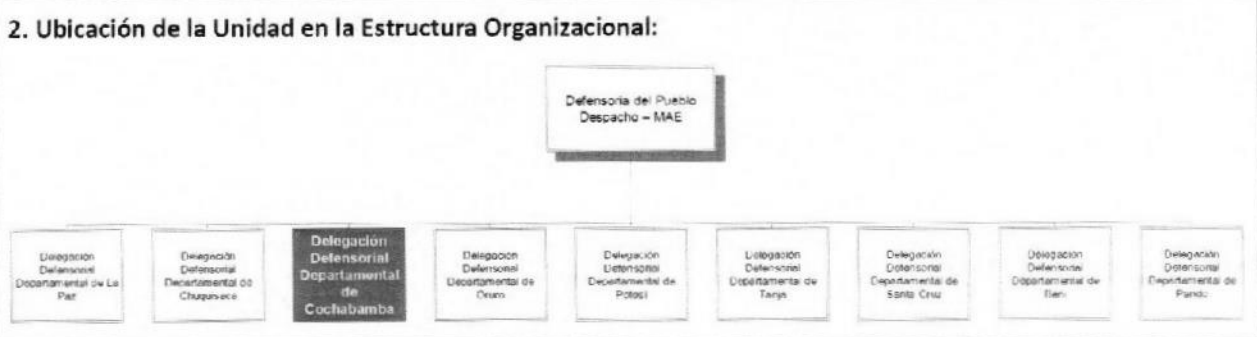 2. Ubicación de la Unidad en la Estructura Organizacional:
Defensoria del Pueblo
Despacho – MAE
Delegación
Defensorial
Departamental de La
Paz
Delegación
Defensorial
Departamental de
Chuquisaca
Delegación
Defensorial
Departamental
de
Cochabamba
Delegación
Defensorial
Departamental de
Oruro
Delegación
Defensorial
Departamental de
Potosí
Delegación
Defensorial
Departamental de
Tarija
Delegación
Defensorial
Departamental de
Santa Cruz
Delegación
Defensorial
Departamental de
Beni
Delegación
Defensorial
Departamental de
Pando